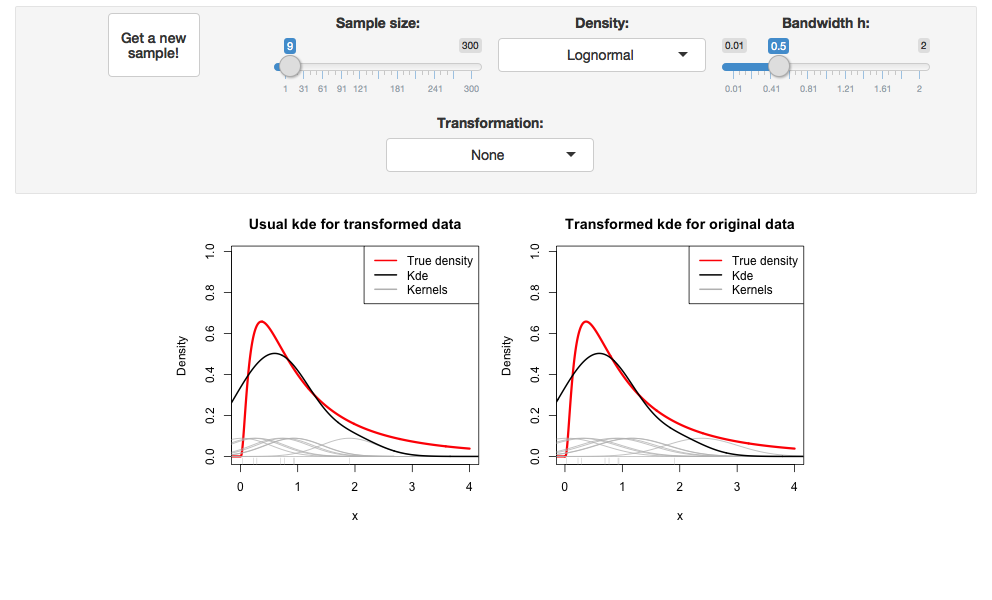 Get a new
sample!
Sample size:
9
300
1 31 61 91 121 181 241 300
Density:
Lognormal
Bandwidth h:
0.01
0.5
2
0.01 0.41 0.81 1.21 1.61 2
Transformation:
None
Usual kde for transformed data
True density
Kde
Kernels
Density
0.0 0.2 0.4 0.6 0.8 1.0
0 1 2 3 4
x
Transformed kde for original data
True density
Kde
Kernels
Density
0.0 0.2 0.4 0.6 0.8 1.0
0 1 2 3 4
x